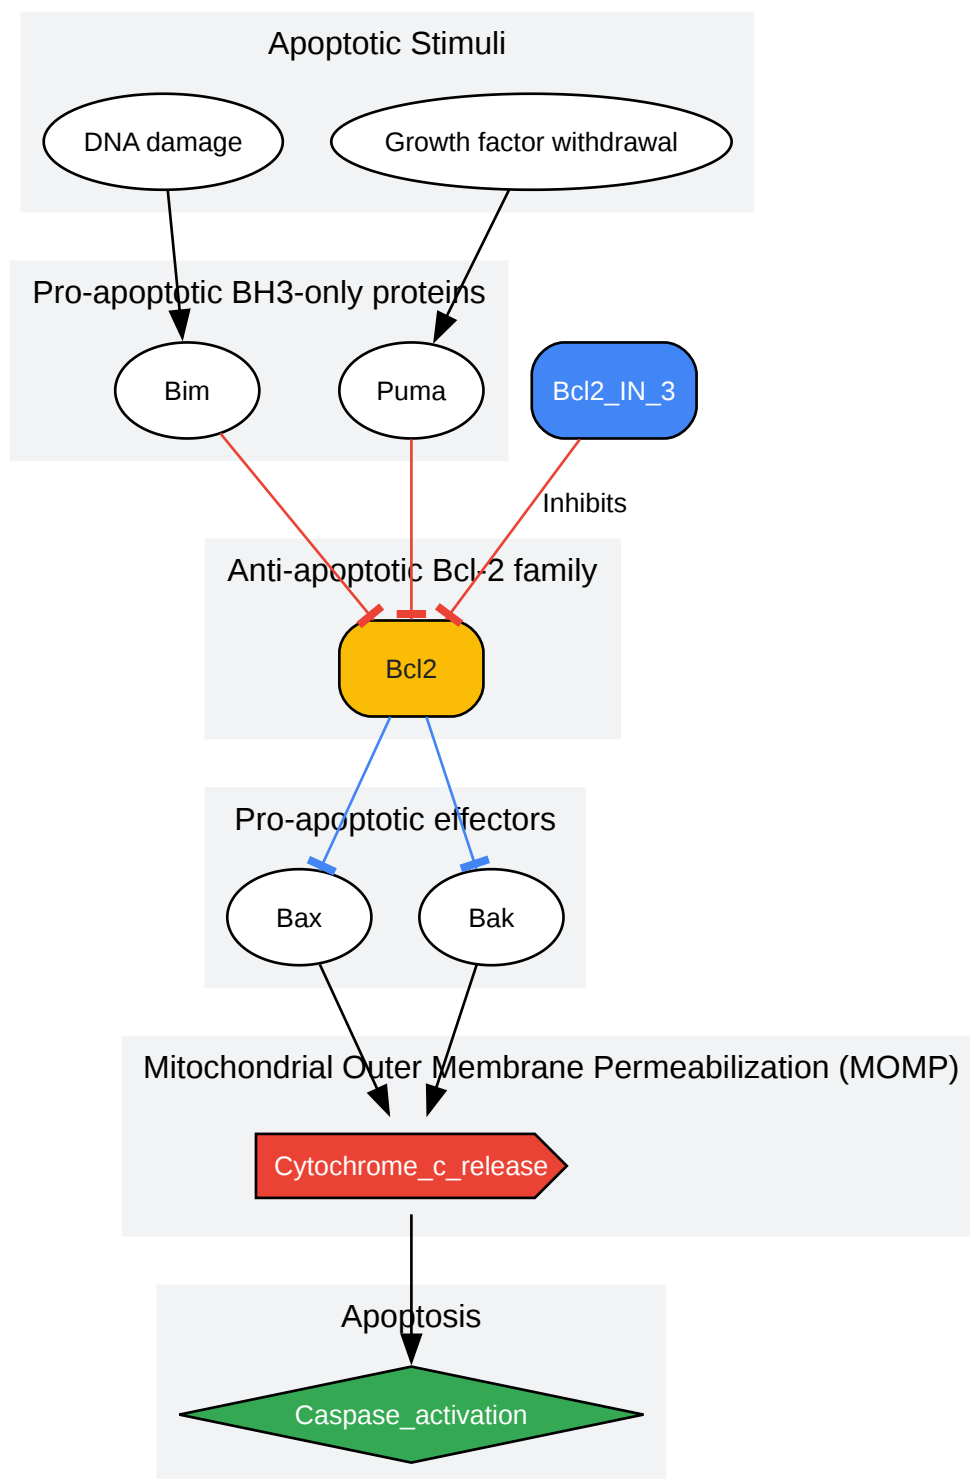 Apoptotic Stimuli
DNA damage
Growth factor withdrawal
Pro-apoptotic BH3-only proteins
Bim
Puma
Bcl2_IN_3
Inhibits
Anti-apoptotic Bcl-2 family
Bcl2
Pro-apoptotic effectors
Bax
Bak
Mitochondrial Outer Membrane Permeabilization (MOMP)
Cytochrome_c_release
Apoptosis
Caspase_activation